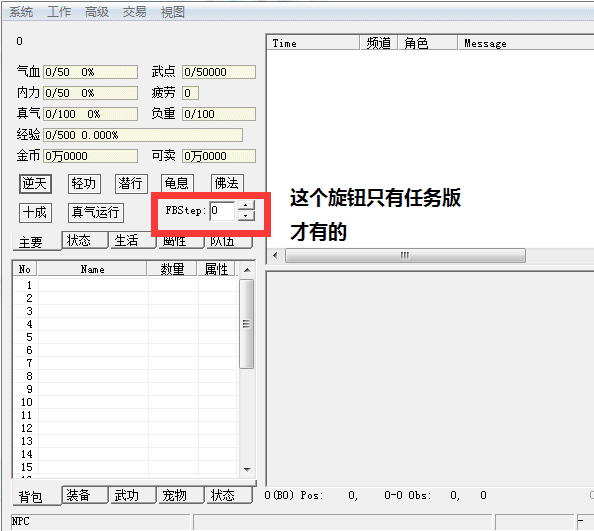 系统 工作 高级 交易 視图
0
气血 0/50 0% 武点 0/50000
内力 0/50 0% 疲劳 0
真气 0/100 0% 负重 0/100
经验 0/500 0.000%
金币 0万0000 可卖 0万0000
逆天 轻功 潜行 龟息 佛法
十成 真气运行 FBStep: 0
主要 状态 生活 属性 队伍
No Name 数量 属性
1
2
3
4
5
6
7
8
9
10
11
12
13
14
15
背包 装备 武功 宠物 状态
NPC
Time 频道 角色 Message
这个旋钮只有任务版
才有的
0(B0) Pos: 0, 0-0 Obs: 0, 0